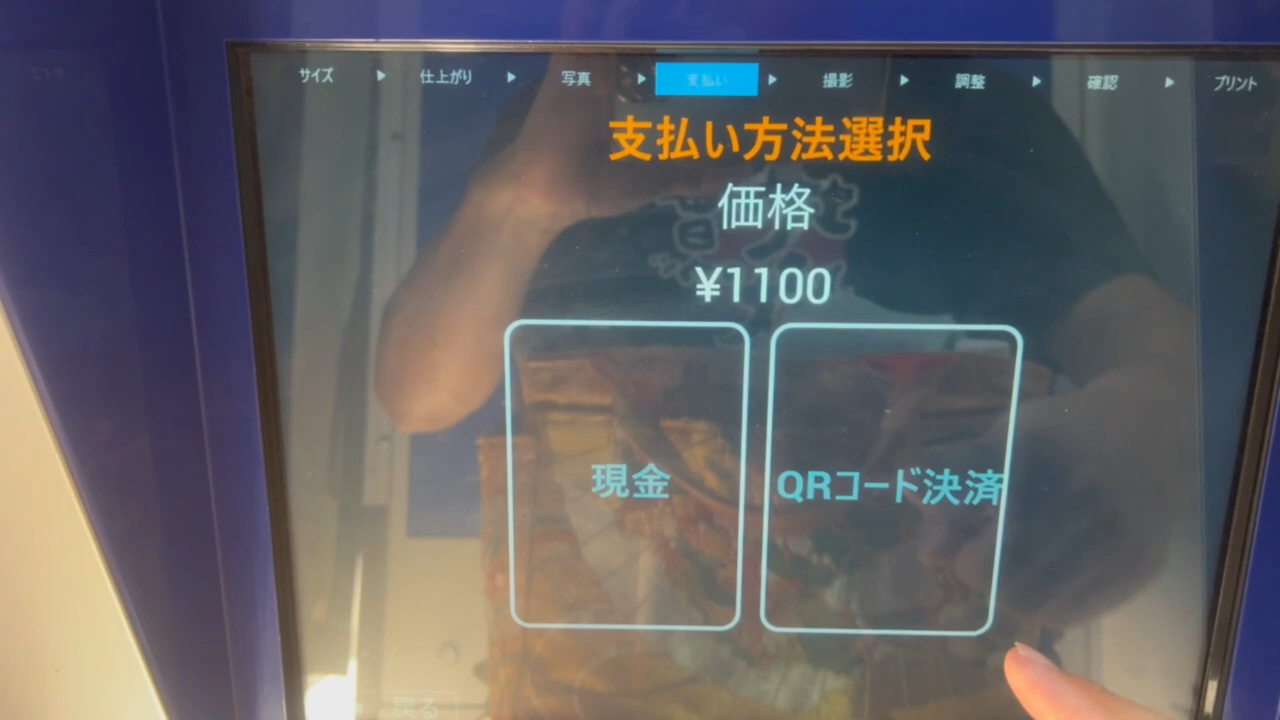 サイズ ▶ 仕上がり ▶ 写真 ▶ 支払い ▶ 撮影 ▶ 調整 ▶ 確認 ▶ プリント
支払い方法選択
価格
¥1100
現金
QRコード決済
戻る